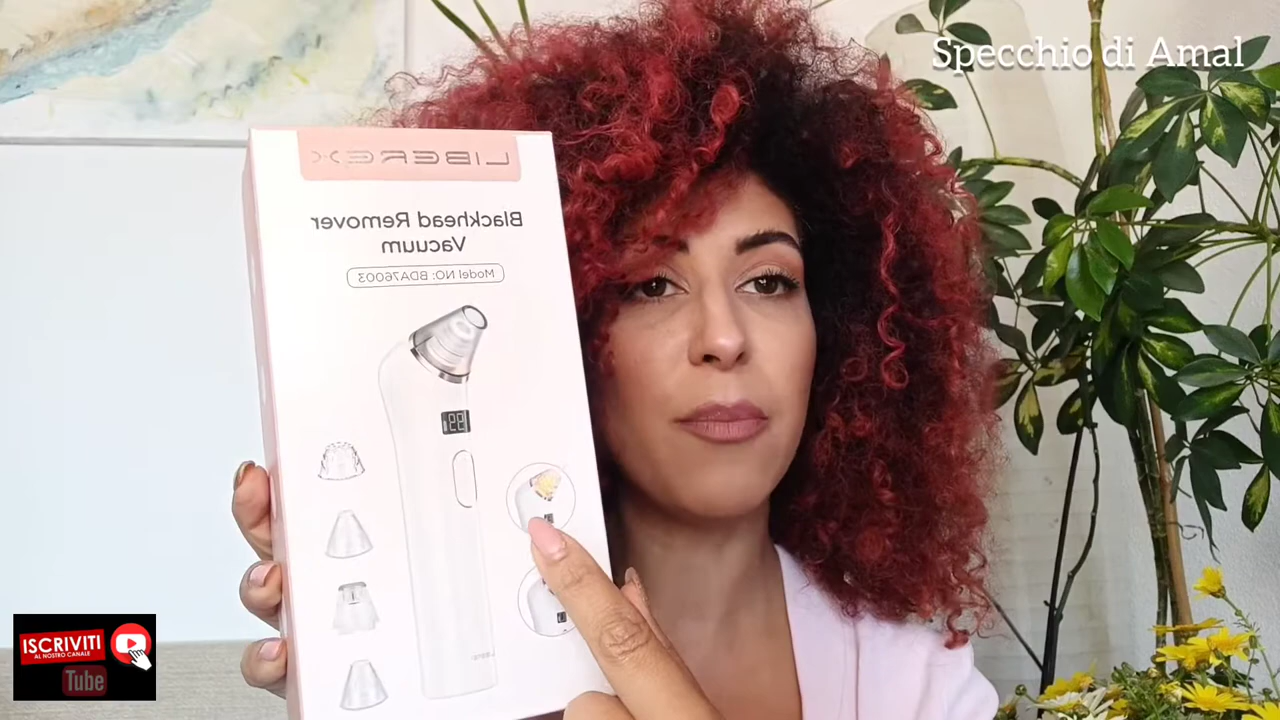 Specchio di Amal
LIBEREX
Blackhead Remover
Vacuum
Model NO: BDA76003
ISCRIVITI
AL NOSTRO CANALE
Tube